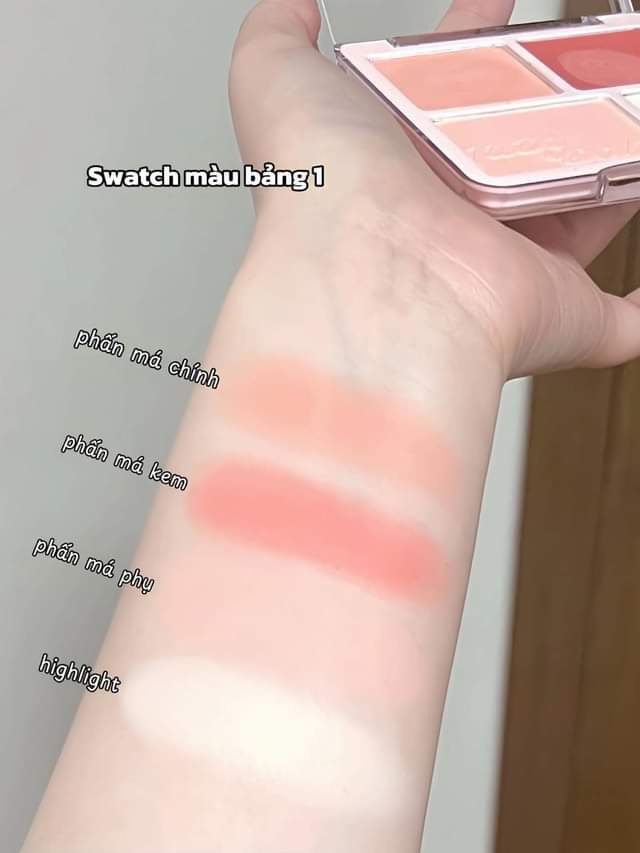 Swatch màu bảng 1
phấn má chính
phấn má kem
phấn má phụ
highlight